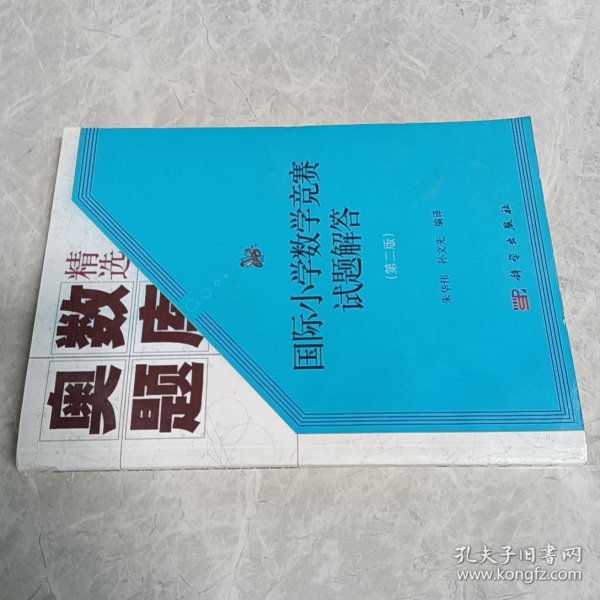 奥数
题库
精选
国际小学数学竞赛
试题解答
(第二版)
朱华伟 孙文先 编译
科学出版社
孔夫子旧书网
www.kongfz.com